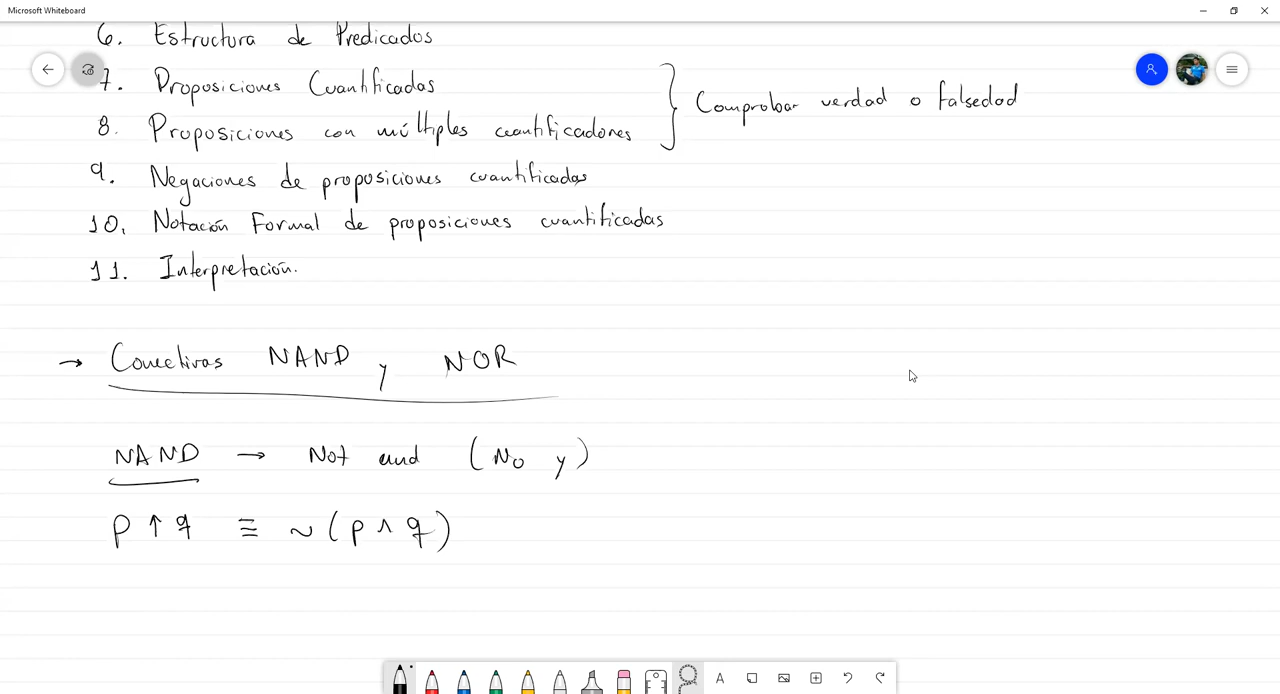 Microsoft Whiteboard
6. Estructura de Predicados
7. Proposiciones Cuantificadas
8. Proposiciones con múltiples cuantificadores
} Comprobar verdad o falsedad
9. Negaciones de proposiciones cuantificadas
10. Notación Formal de proposiciones cuantificadas
11. Interpretación.
→ Conectivas NAND y NOR
NAND → Not and (No y)
p ↑ q ≡ ~(p ∧ q)